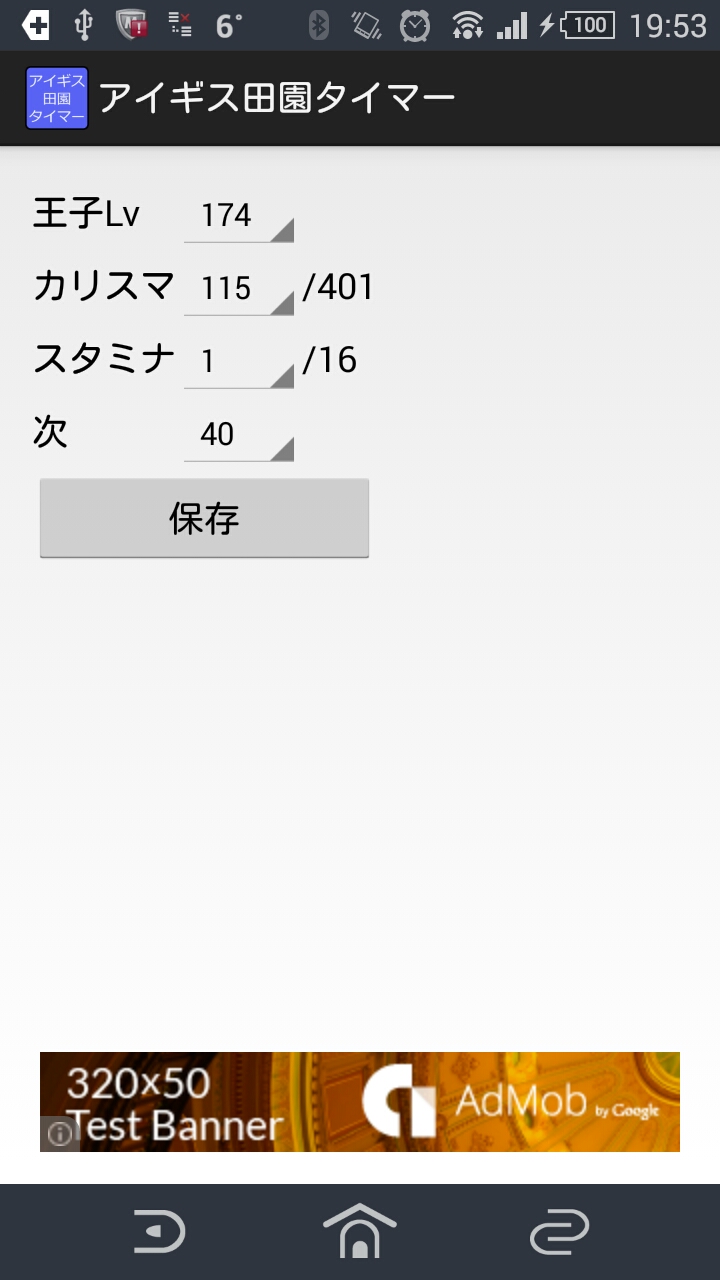 6°
100
19:53
アイギス
田園
タイマー
アイギス田園タイマー
王子Lv 174
カリスマ 115 /401
スタミナ 1 /16
次 40
保存
320x50
Test Banner
AdMob by Google